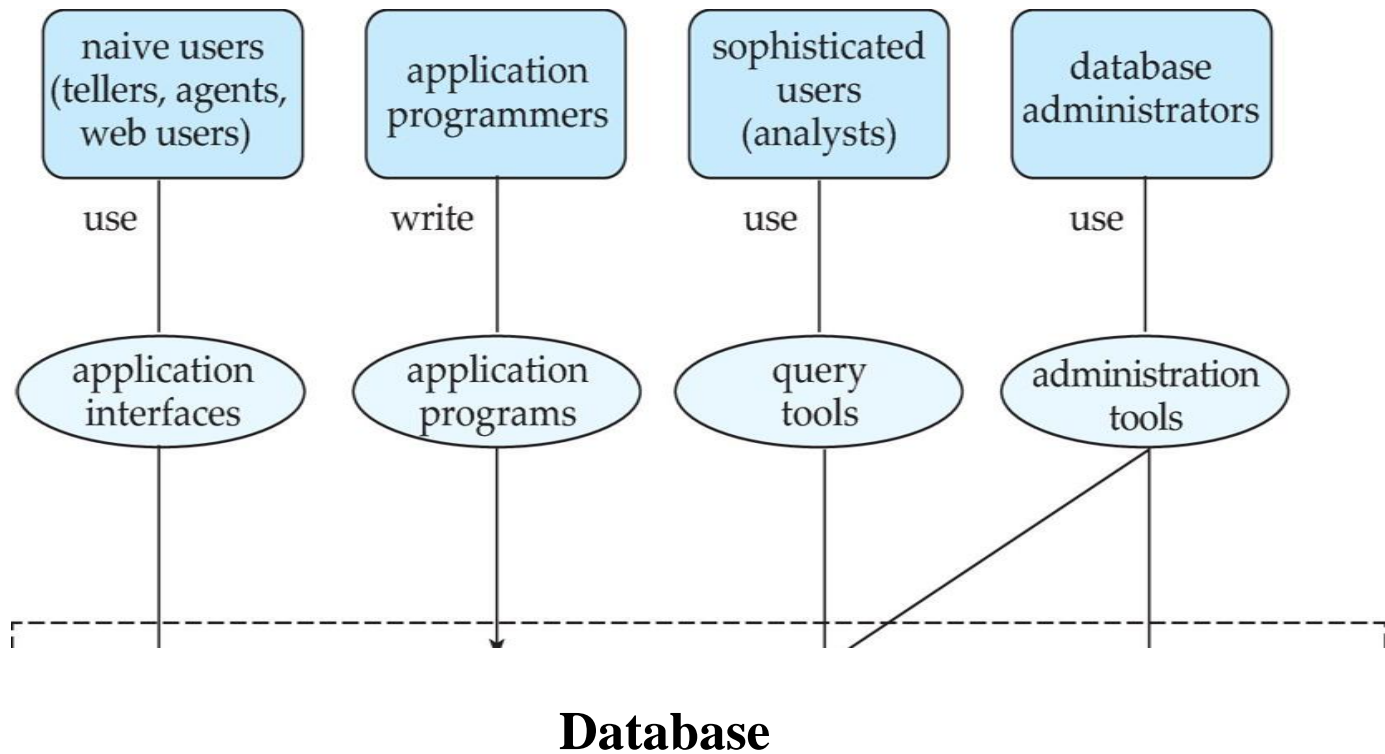 naive users
(tellers, agents,
web users)
application
programmers
sophisticated
users
(analysts)
database
administrators
use
write
use
use
application
interfaces
application
programs
query
tools
administration
tools
Database